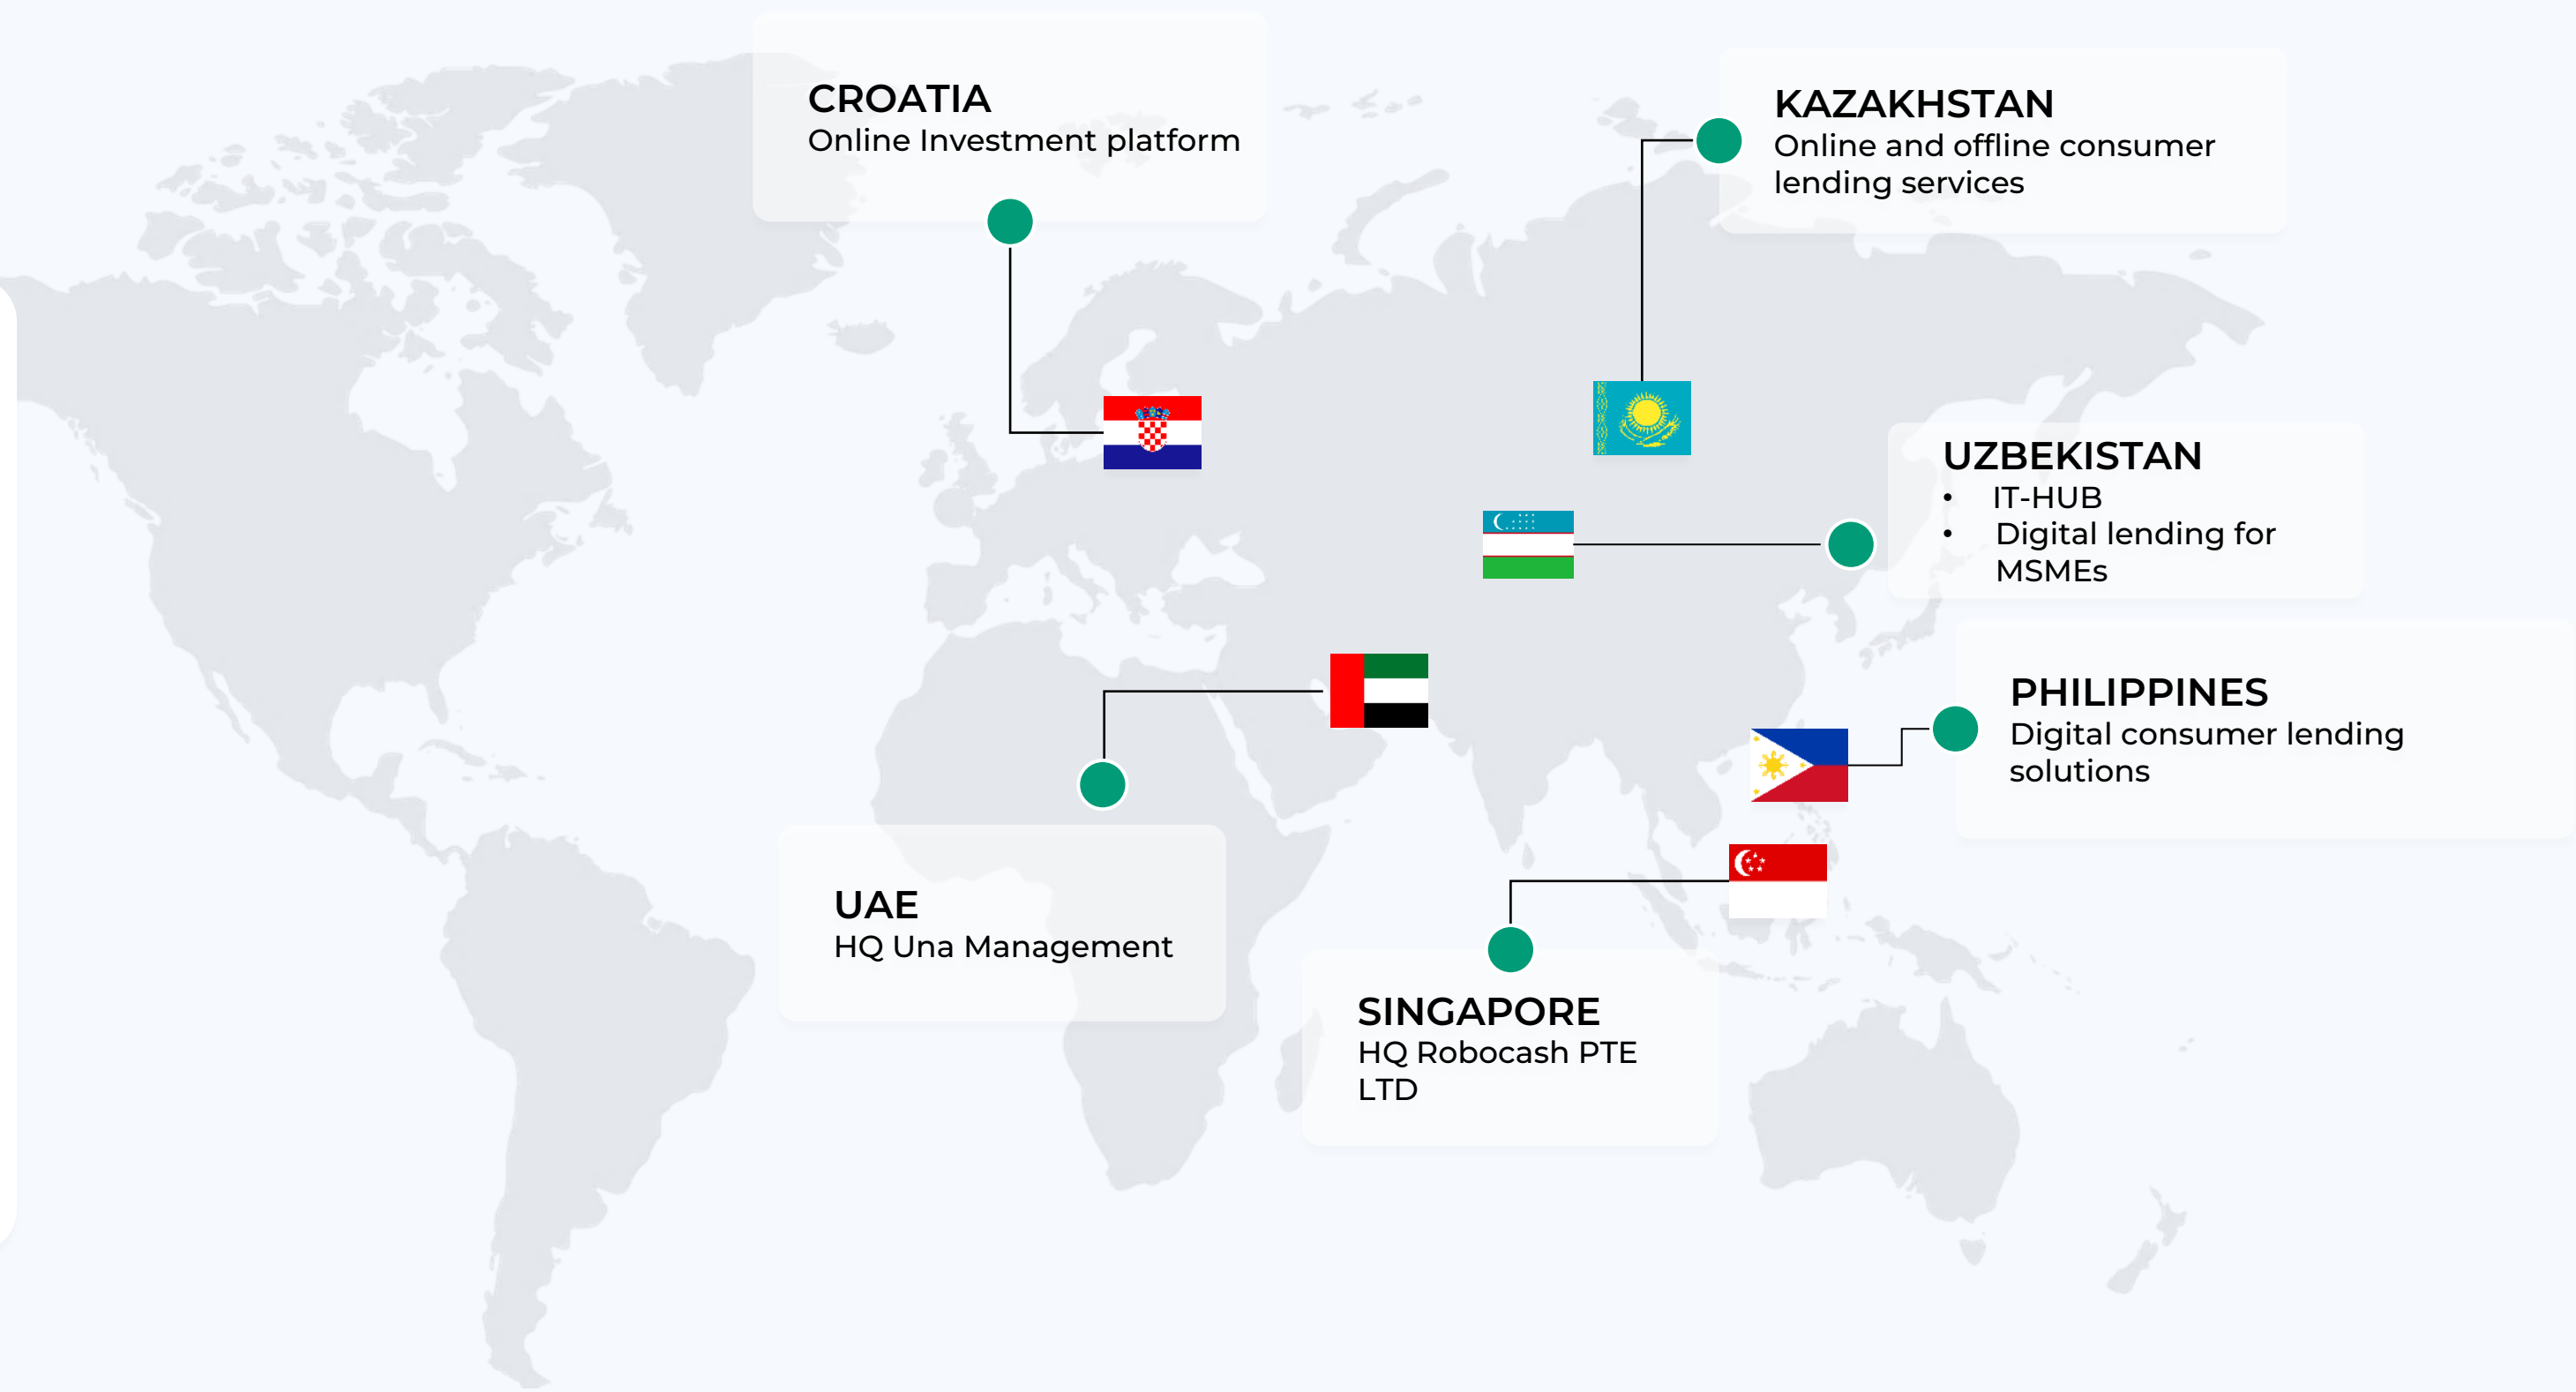 CROATIA
Online Investment platform
KAZAKHSTAN
Online and offline consumer
lending services
UZBEKISTAN
• IT-HUB
• Digital lending for
MSMEs
PHILIPPINES
Digital consumer lending
solutions
UAE
HQ Una Management
SINGAPORE
HQ Robocash PTE
LTD